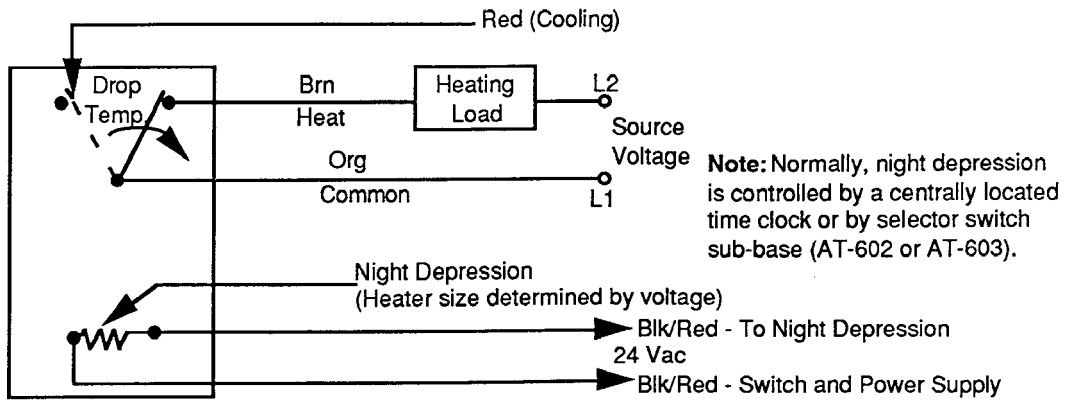 Red (Cooling)
Drop
Temp.
Brn
Heat
Heating
Load
L2
Source
Voltage
Org
Common
L1
Note: Normally, night depression
is controlled by a centrally located
time clock or by selector switch
sub-base (AT-602 or AT-603).
Night Depression
(Heater size determined by voltage)
Blk/Red - To Night Depression
24 Vac
Blk/Red - Switch and Power Supply